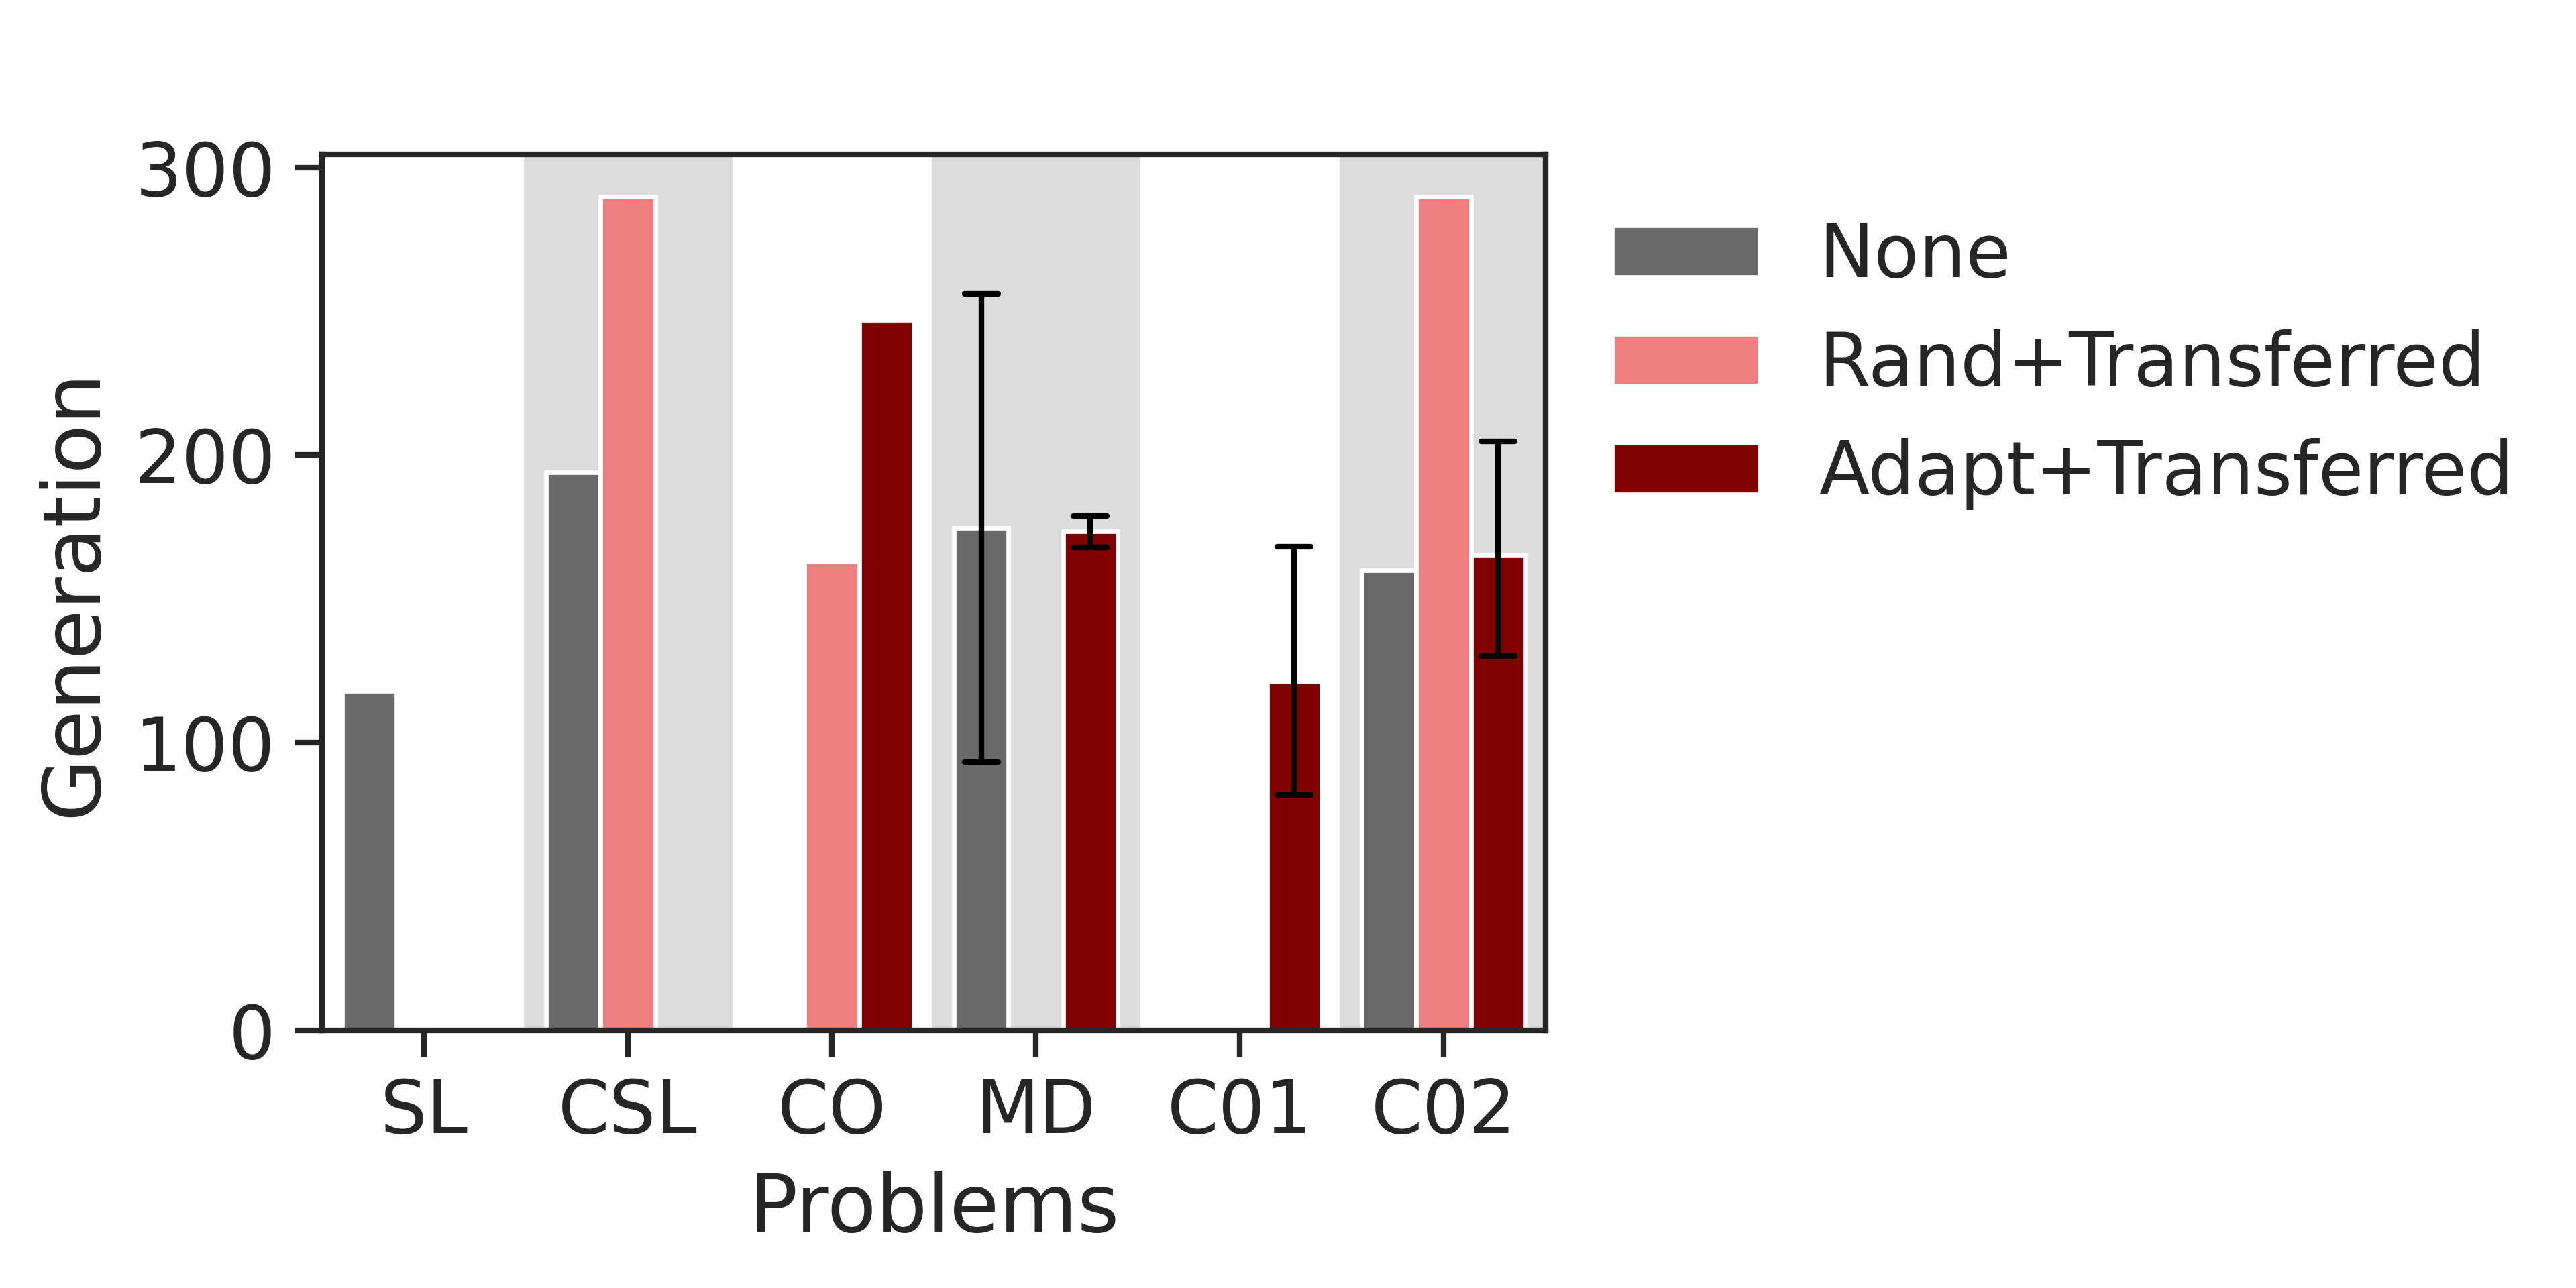 300
200
100
0
Generation
SL CSL CO MD C01 C02
Problems
None
Rand+Transferred
Adapt+Transferred